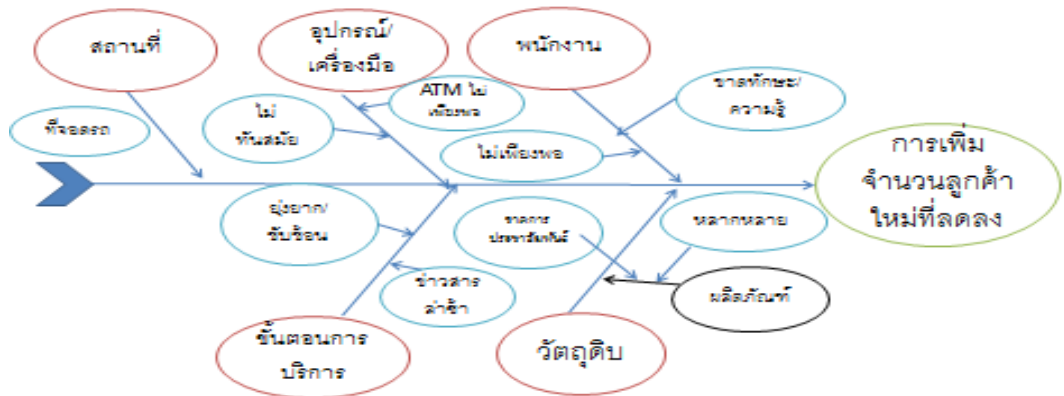 สถานที่
อุปกรณ์/
เครื่องมือ
พนักงาน
ATM ไม่
เพียงพอ
ขาดทักษะ/
ความรู้
ที่จอดรถ
ไม่
ทันสมัย
ไม่เพียงพอ
การเพิ่ม
จำนวนลูกค้า
ใหม่ที่ลดลง
ยุ่งยาก/
ซับซ้อน
ขาดการ
ประชาสัมพันธ์
หลากหลาย
ข่าวสาร
ล่าช้า
ผลิตภัณฑ์
ขั้นตอนการ
บริการ
วัตถุดิบ